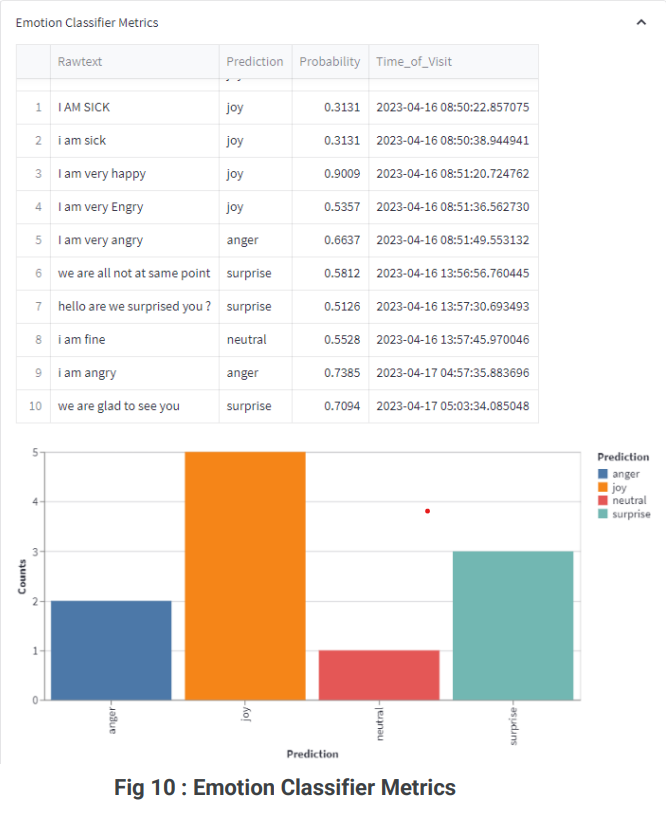 Emotion Classifier Metrics
Rawtext Prediction Probability Time_of_Visit
1 I AM SICK joy 0.3131 2023-04-16 08:50:22.857075
2 i am sick joy 0.3131 2023-04-16 08:50:38.944941
3 I am very happy joy 0.9009 2023-04-16 08:51:20.724762
4 I am very Engry joy 0.5357 2023-04-16 08:51:36.562730
5 I am very angry anger 0.6637 2023-04-16 08:51:49.553132
6 we are all not at same point surprise 0.5812 2023-04-16 13:56:56.760445
7 hello are we surprised you ? surprise 0.5126 2023-04-16 13:57:30.693493
8 i am fine neutral 0.5528 2023-04-16 13:57:45.970046
9 i am angry anger 0.7385 2023-04-17 04:57:35.883696
10 we are glad to see you surprise 0.7094 2023-04-17 05:03:34.085048
5
4
3
2
1
0
Counts
anger joy neutral surprise
Prediction
Prediction
anger
joy
neutral
surprise
Fig 10 : Emotion Classifier Metrics